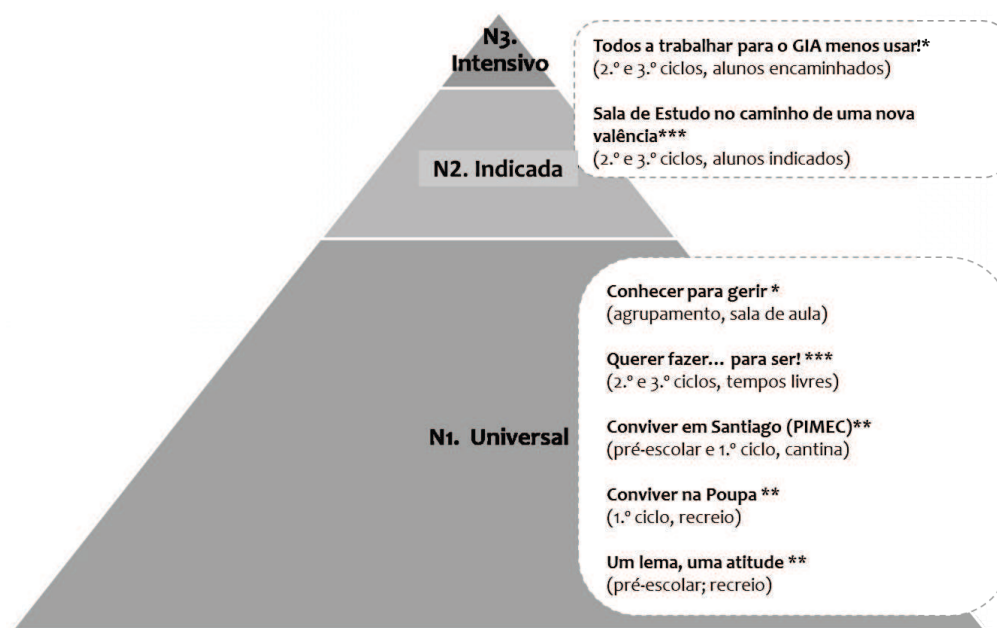 N3.
Intensivo
Todos a trabalhar para o GIA menos usar!*
(2.º e 3.º ciclos, alunos encaminhados)
Sala de Estudo no caminho de uma nova
valência***
(2.º e 3.º ciclos, alunos indicados)
N2. Indicada
Conhecer para gerir *
(agrupamento, sala de aula)
Querer fazer... para ser! ***
(2.º e 3.º ciclos, tempos livres)
Conviver em Santiago (PIMEC)**
(pré-escolar e 1.º ciclo, cantina)
N1. Universal
Conviver na Poupa **
(1.º ciclo, recreio)
Um lema, uma atitude **
(pré-escolar; recreio)